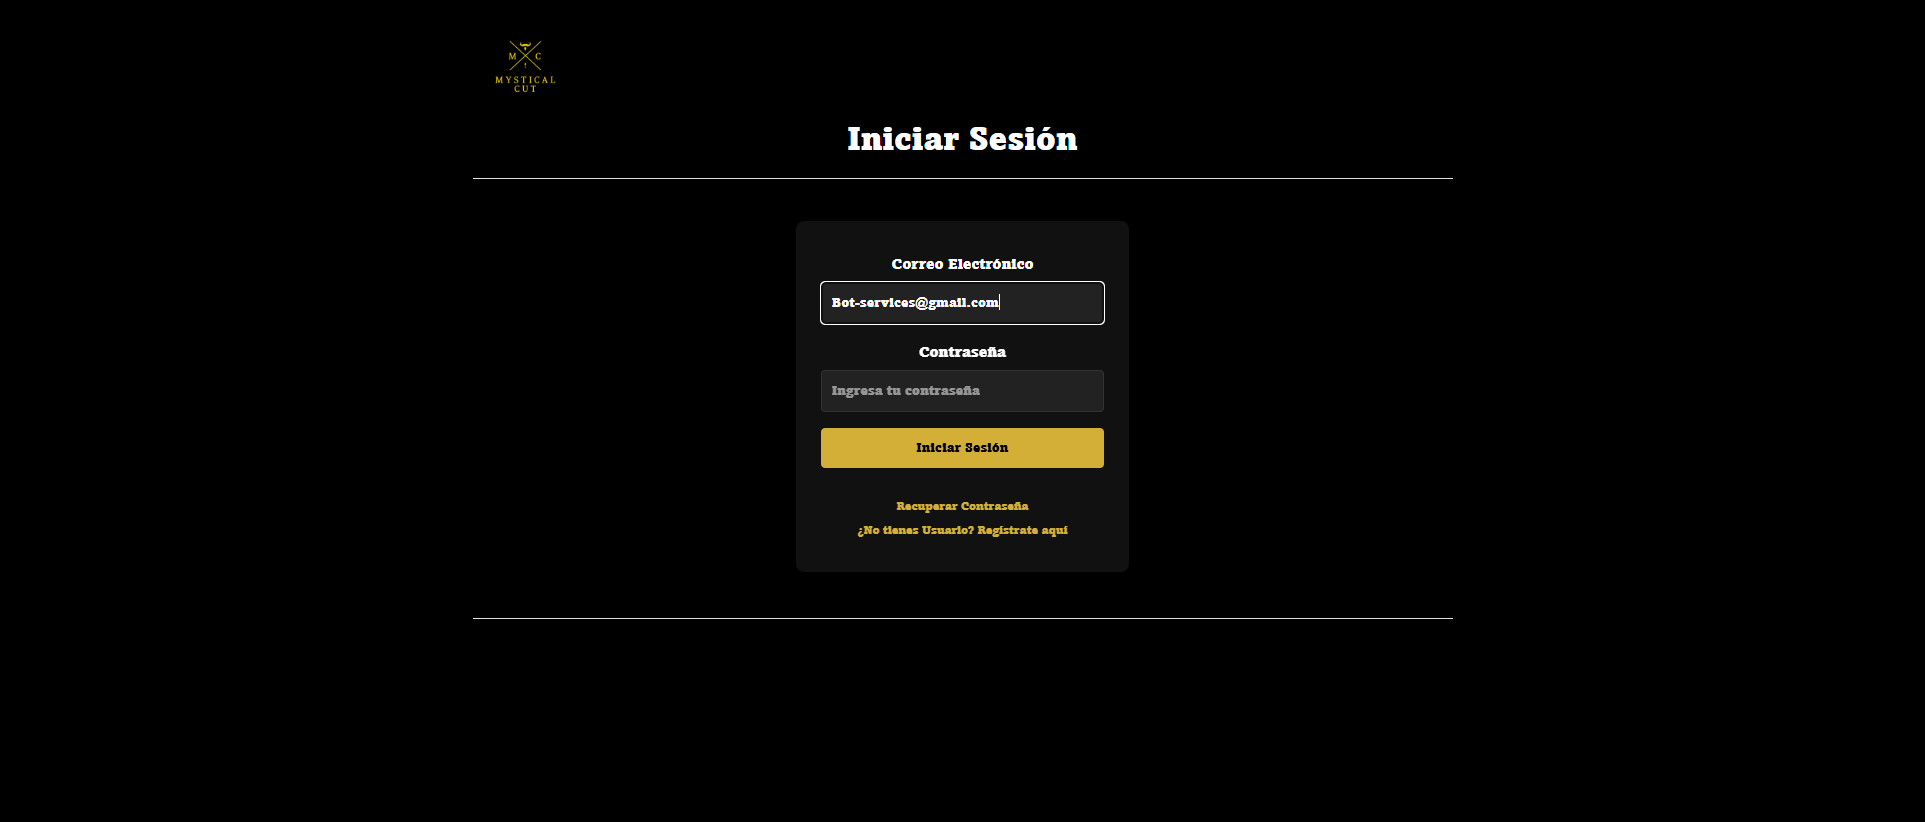 M C
MYSTICAL
CUT
Iniciar Sesión
Correo Electrónico
Bot-services@gmail.com
Contraseña
Ingresa tu contraseña
Iniciar Sesión
Recuperar Contraseña
¿No tienes Usuario? Regístrate aquí